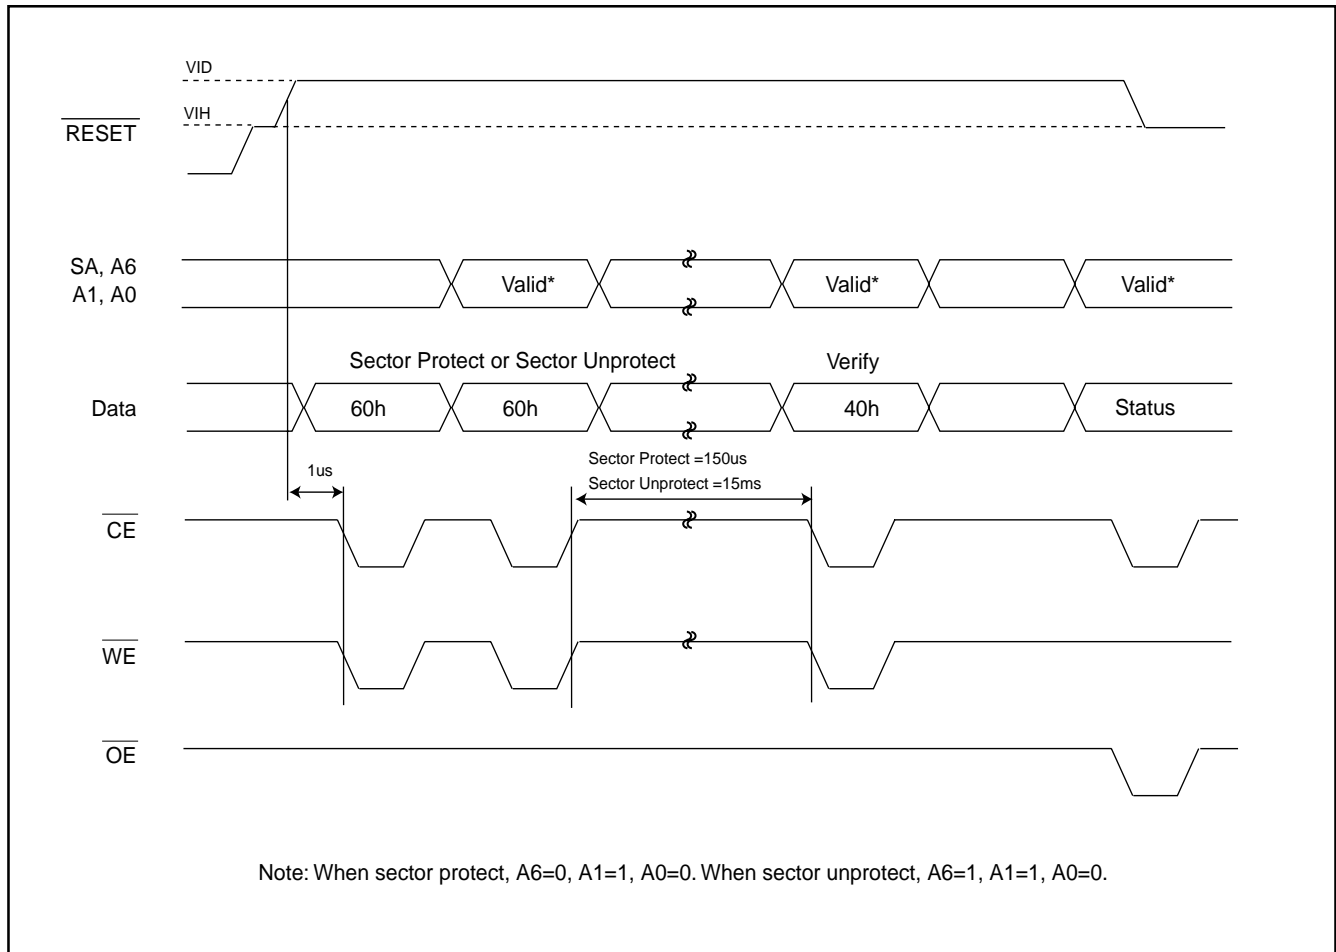 VID
VIH
RESET
SA, A6
A1, A0
Valid*
Valid*
Valid*
Sector Protect or Sector Unprotect
Verify
Data
60h
60h
40h
Status
1us
Sector Protect =150us
Sector Unprotect =15ms
CE
WE
OE
Note: When sector protect, A6=0, A1=1, A0=0. When sector unprotect, A6=1, A1=1, A0=0.